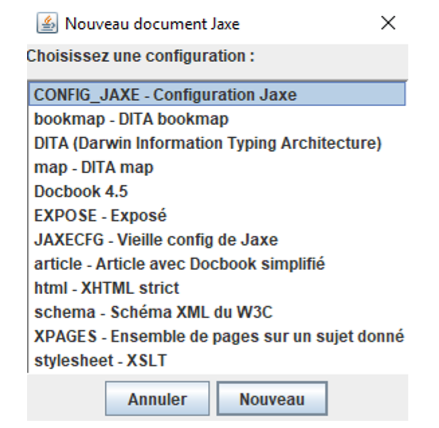 Nouveau document Jaxe
Choisissez une configuration :
CONFIG_JAXE - Configuration Jaxe
bookmap - DITA bookmap
DITA (Darwin Information Typing Architecture)
map - DITA map
Docbook 4.5
EXPOSE - Exposé
JAXECFG - Vieille config de Jaxe
article - Article avec Docbook simplifié
html - XHTML strict
schema - Schéma XML du W3C
XPAGES - Ensemble de pages sur un sujet donné
stylesheet - XSLT
Annuler Nouveau